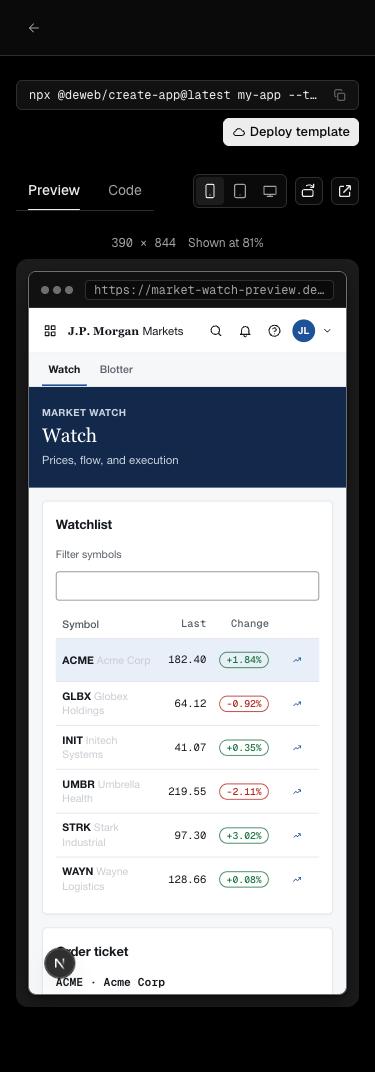 npx @deweb/create-app@latest my-app --t…
Deploy template
Preview Code
390 × 844 Shown at 81%
https://market-watch-preview.de…
J.P. Morgan Markets JL
Watch Blotter
MARKET WATCH
Watch
Prices, flow, and execution
Watchlist
Filter symbols
Symbol Last Change
ACME Acme Corp 182.40 +1.84%
GLBX Globex Holdings 64.12 -0.92%
INIT Initech Systems 41.07 +0.35%
UMBR Umbrella Health 219.55 -2.11%
STRK Stark Industrial 97.30 +3.02%
WAYN Wayne Logistics 128.66 +0.08%
N
rder ticket
ACME · Acme Corp